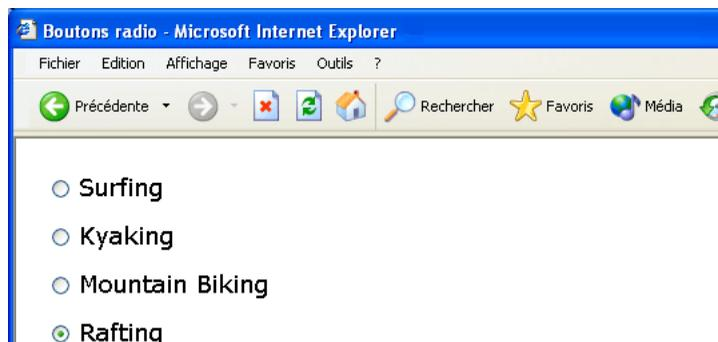 Boutons radio - Microsoft Internet Explorer
Fichier Edition Affichage Favoris Outils ?
Précédente Rechercher Favoris Média
Surfing
Kyaking
Mountain Biking
Rafting